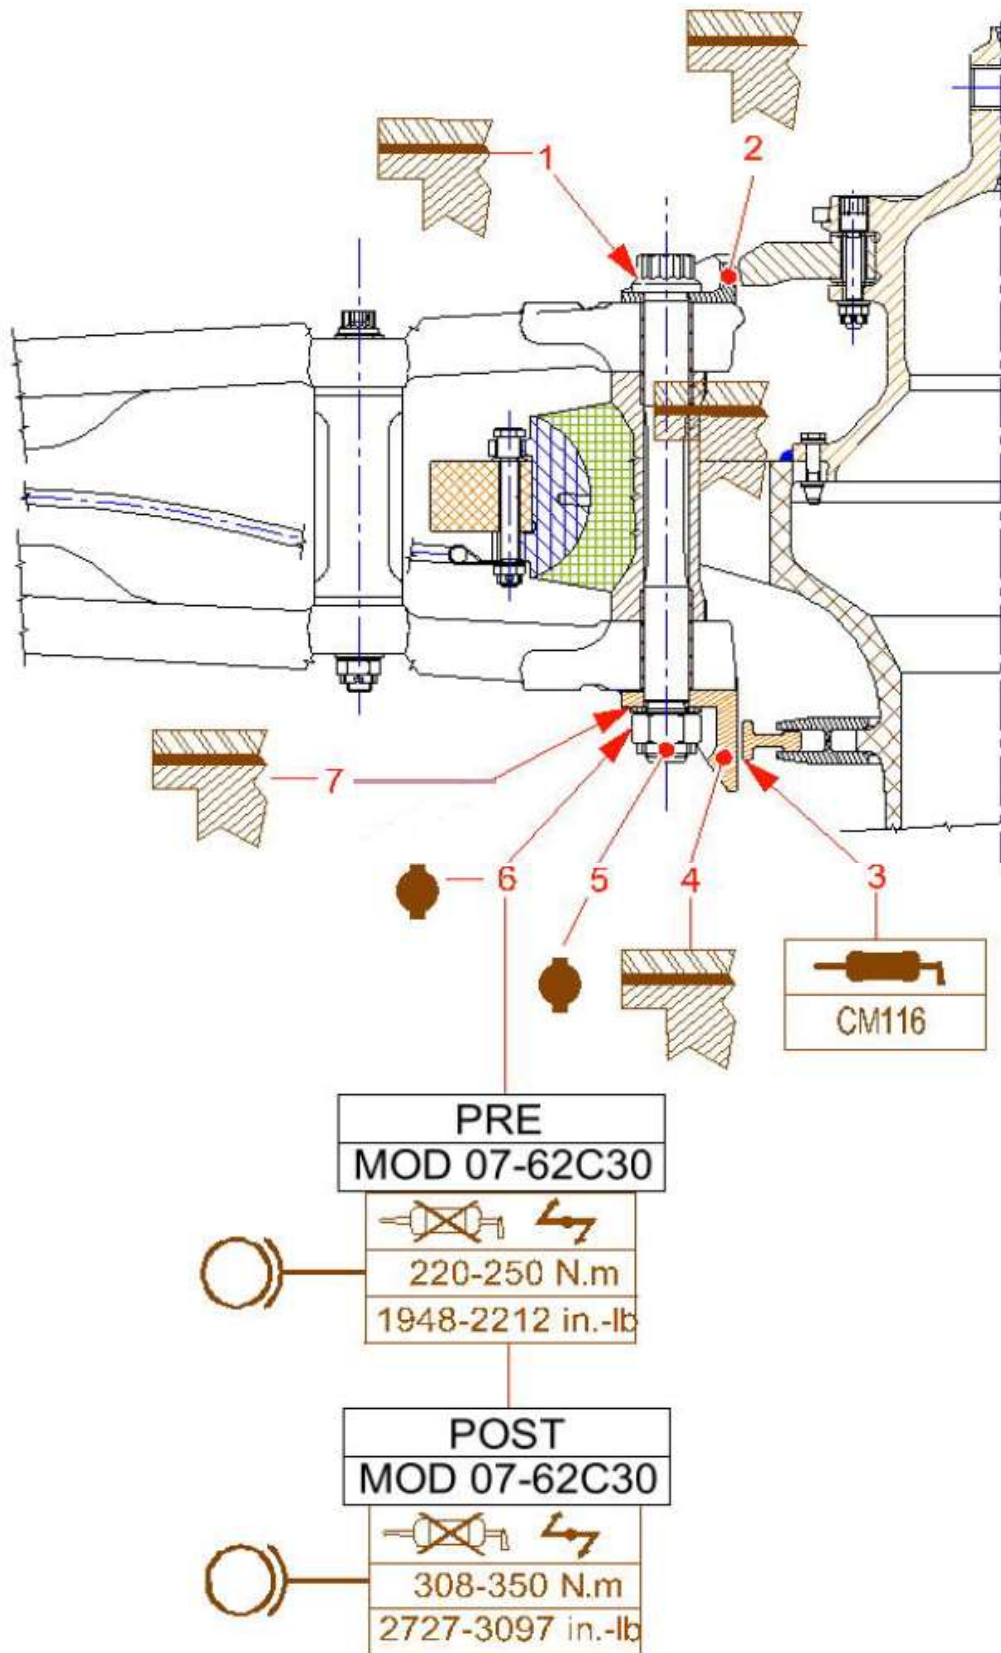 1
2
7
6
5
4
3
CM116
PRE
MOD 07-62C30
220-250 N.m
1948-2212 in.-lb
POST
MOD 07-62C30
308-350 N.m
2727-3097 in.-lb